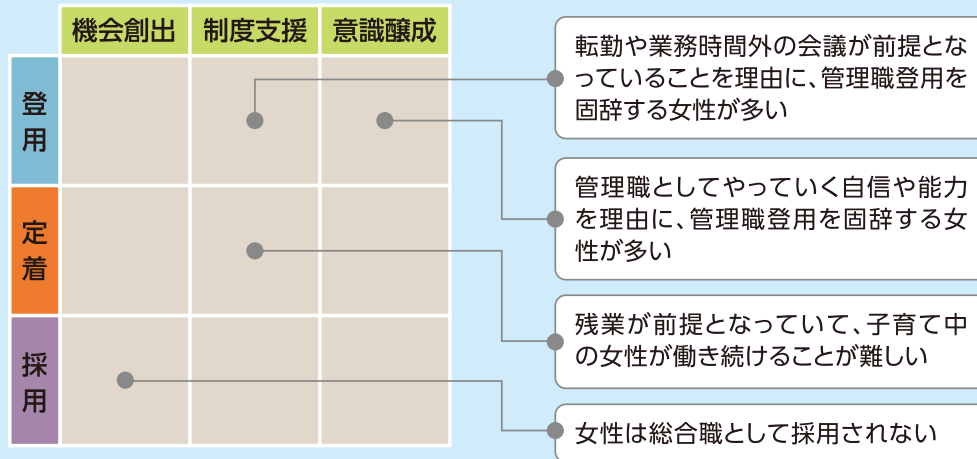 機会創出 制度支援 意識醸成
登用
定着
採用
転勤や業務時間外の会議が前提とな
っていることを理由に、管理職登用を
固辞する女性が多い
管理職としてやっていく自信や能力
を理由に、管理職登用を固辞する女
性が多い
残業が前提となっていて、子育て中
の女性が働き続けることが難しい
女性は総合職として採用されない